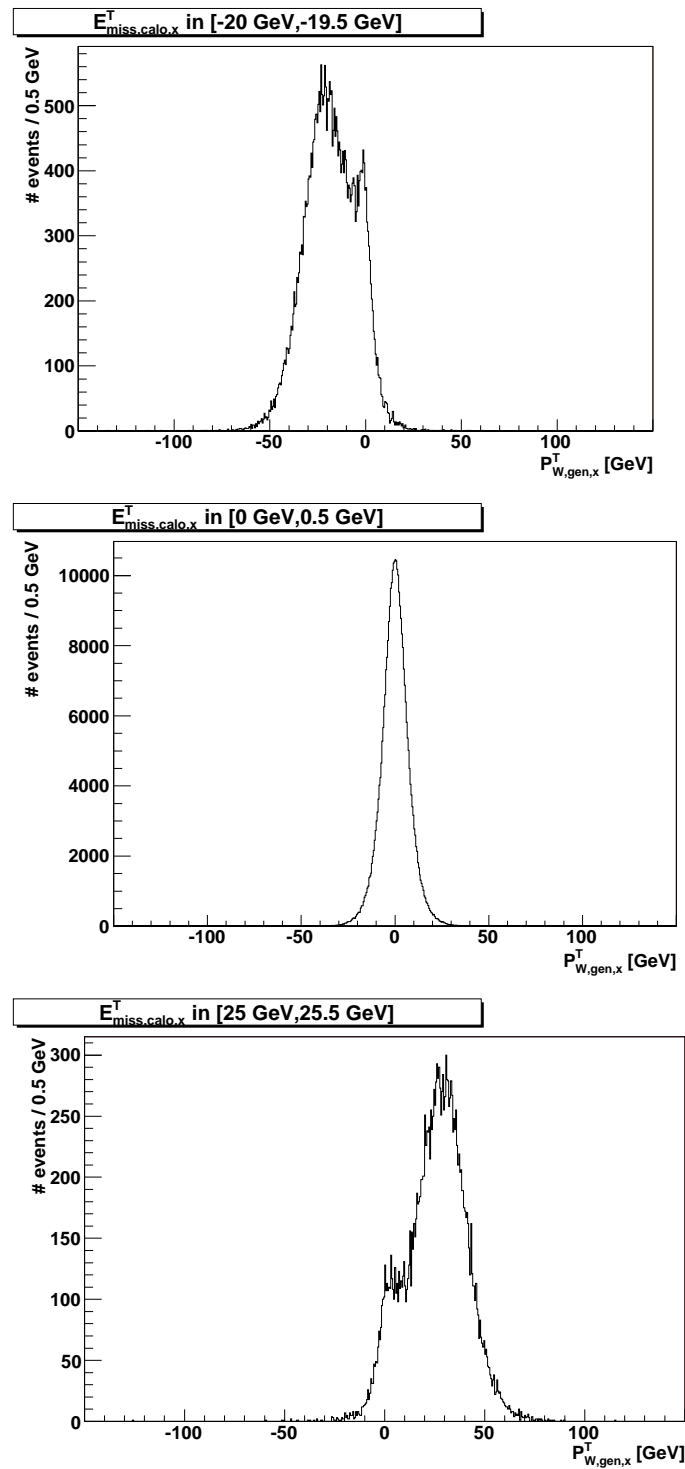 E^T_miss.calo.x in [-20 GeV,-19.5 GeV]
# events / 0.5 GeV
500
400
300
200
100
0
-100 -50 0 50 100
P^T_W,gen,x [GeV]
E^T_miss.calo.x in [0 GeV,0.5 GeV]
# events / 0.5 GeV
10000
8000
6000
4000
2000
0
-100 -50 0 50 100
P^T_W,gen,x [GeV]
E^T_miss.calo.x in [25 GeV,25.5 GeV]
# events / 0.5 GeV
300
250
200
150
100
50
0
-100 -50 0 50 100
P^T_W,gen,x [GeV]